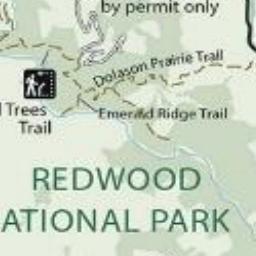 by permit only
Dolason Prairie Trail
l Trees
Trail
Emerald Ridge Trail
REDWOOD
ATIONAL PARK